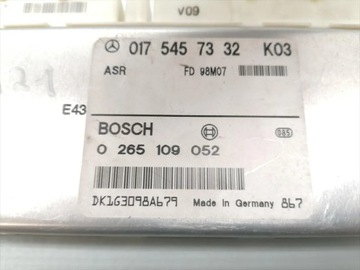 V09
017 545 73 32 K03
ASR FD 98M07
E43
BOSCH
0 265 109 052
DK1G3098A679 Made in Germany 867